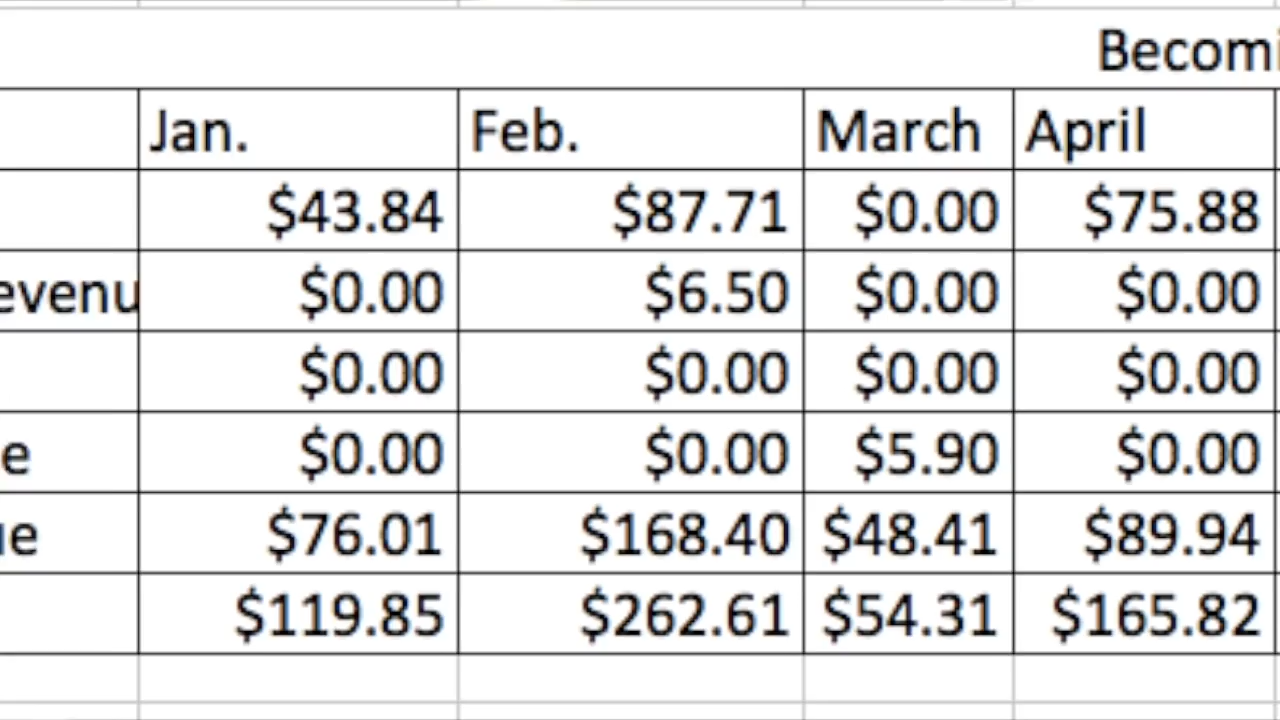 Becomi
Jan. Feb. March April
$43.84 $87.71 $0.00 $75.88
evenu $0.00 $6.50 $0.00 $0.00
$0.00 $0.00 $0.00 $0.00
e $0.00 $0.00 $5.90 $0.00
ue $76.01 $168.40 $48.41 $89.94
$119.85 $262.61 $54.31 $165.82